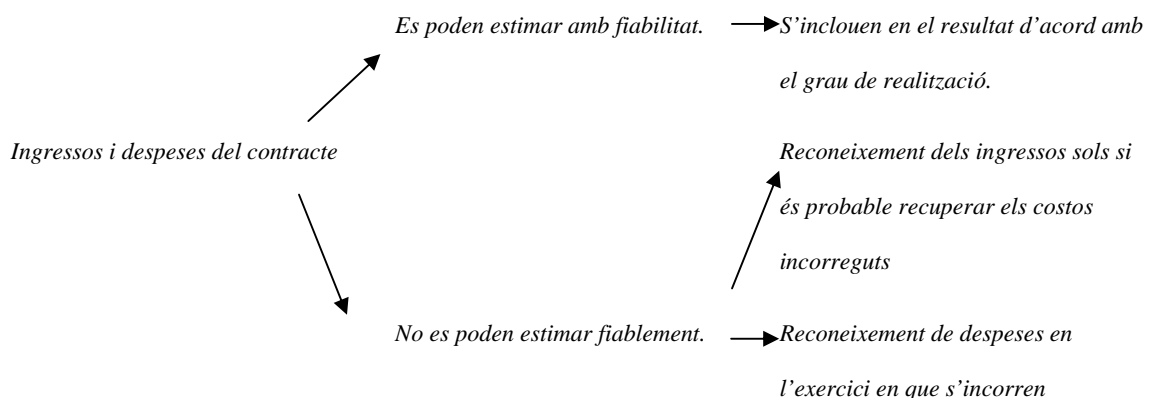 Es poden estimar amb fiabilitat.
S’inclouen en el resultat d’acord amb
el grau de realització.
Ingressos i despeses del contracte
Reconeixement dels ingressos sols si
és probable recuperar els costos
incorreguts
No es poden estimar fiablement.
Reconeixement de despeses en
l’exercici en que s’incorren